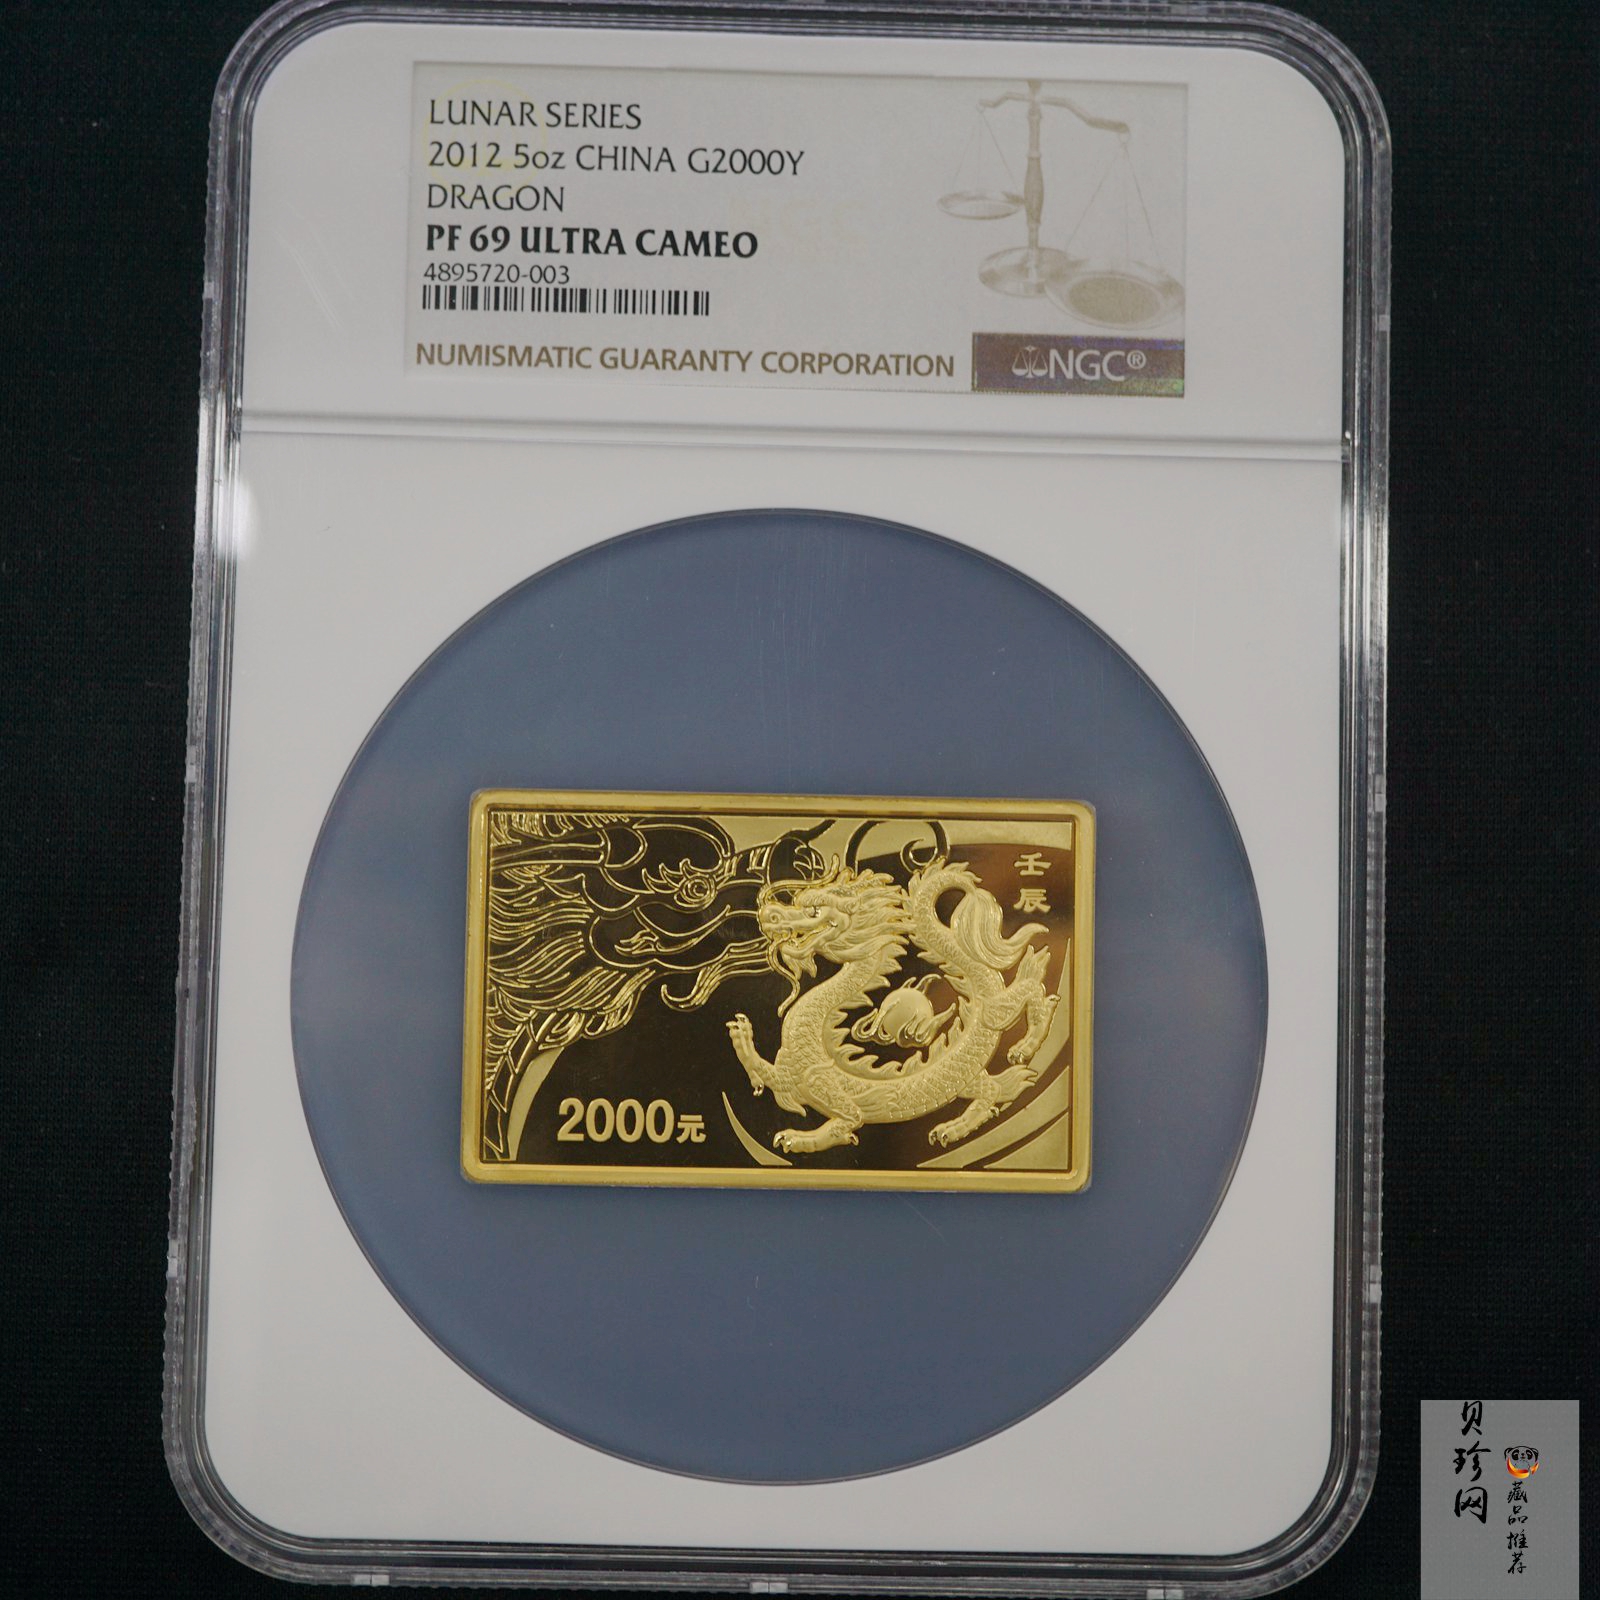 LUNAR SERIES
2012 5oz CHINA G2000Y
DRAGON
PF 69 ULTRA CAMEO
4895720-003
NUMISMATIC GUARANTY CORPORATION
NGC®
壬
辰
2000元
贝珍网
藏品推荐